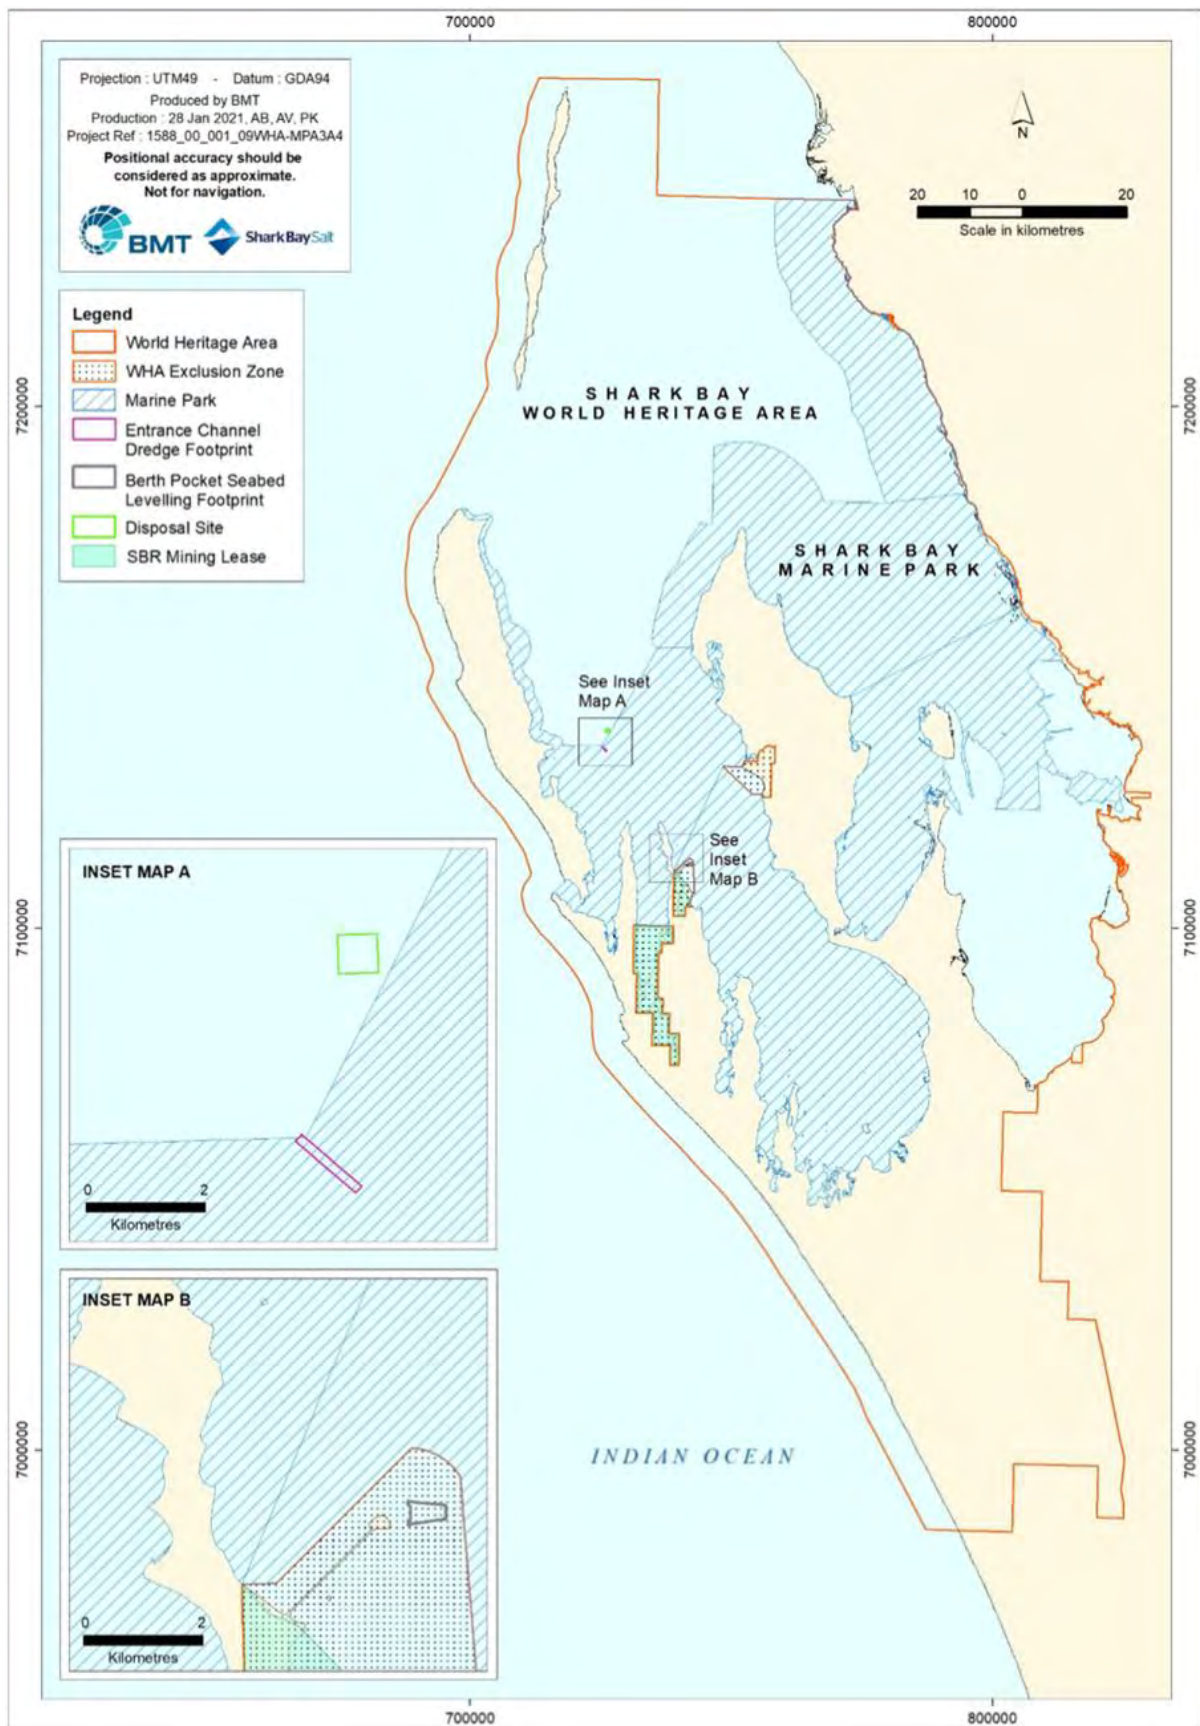 700000
800000
Projection : UTM49 - Datum : GDA94
Produced by BMT
Production : 28 Jan 2021, AB, AV, PK
Project Ref : 1588_00_001_09WHA-MPA3A4
Positional accuracy should be
considered as approximate.
Not for navigation.
BMT
SharkBaySalt
N
20 10 0 20
Scale in kilometres
Legend
World Heritage Area
WHA Exclusion Zone
Marine Park
Entrance Channel
Dredge Footprint
Berth Pocket Seabed
Levelling Footprint
Disposal Site
SBR Mining Lease
7200000
7200000
SHARK BAY
WORLD HERITAGE AREA
SHARK BAY
MARINE PARK
See Inset
Map A
See
Inset
Map B
7100000
7100000
INSET MAP A
0 2
Kilometres
INSET MAP B
0 2
Kilometres
7000000
7000000
INDIAN OCEAN
700000
800000